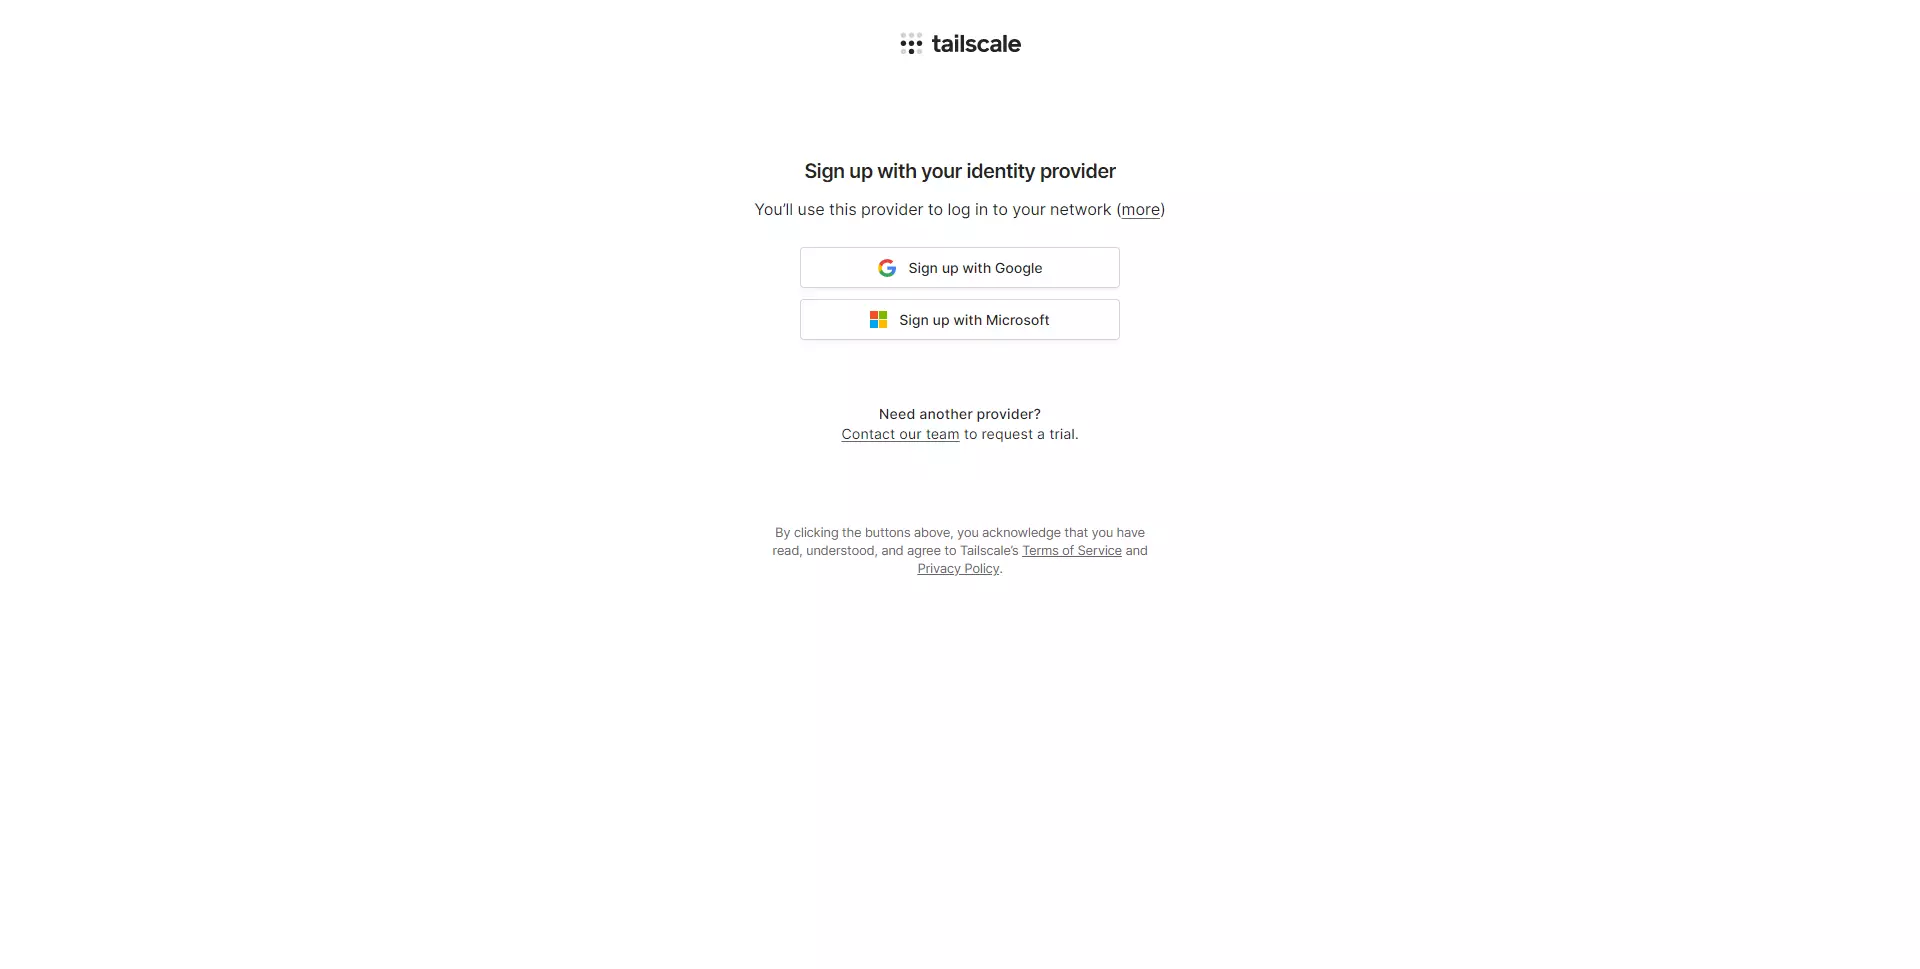 tailscale
Sign up with your identity provider
You’ll use this provider to log in to your network (more)
Sign up with Google
Sign up with Microsoft
Need another provider?
Contact our team to request a trial.
By clicking the buttons above, you acknowledge that you have
read, understood, and agree to Tailscale’s Terms of Service and
Privacy Policy.